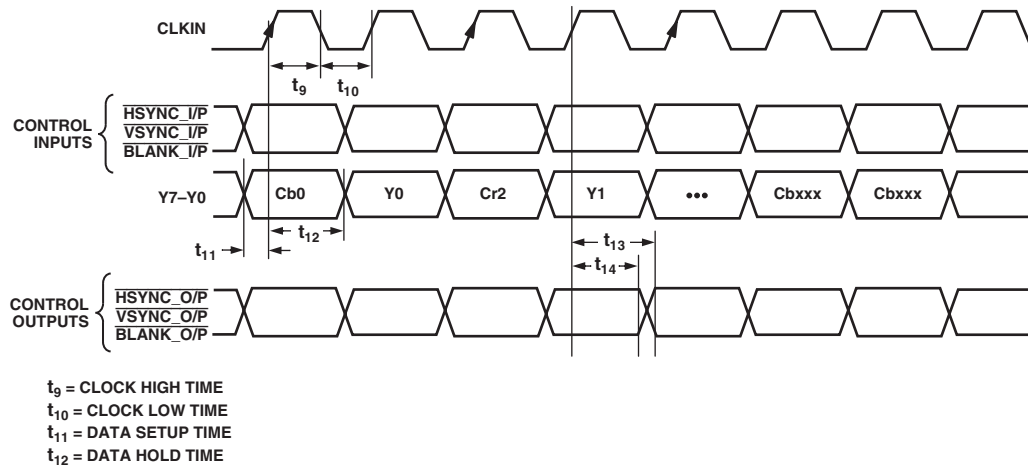 CLKIN
t9 t10
CONTROL INPUTS
HSYNC_I/P
VSYNC_I/P
BLANK_I/P
Y7–Y0 Cb0 Y0 Cr2 Y1 ••• Cbxxx Cbxxx
t11 t12 t13
t14
CONTROL OUTPUTS
HSYNC_O/P
VSYNC_O/P
BLANK_O/P
t9 = CLOCK HIGH TIME
t10 = CLOCK LOW TIME
t11 = DATA SETUP TIME
t12 = DATA HOLD TIME